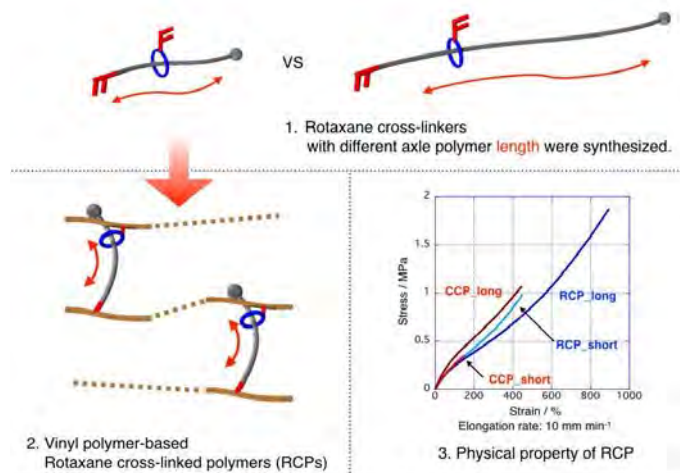 VS
1. Rotaxane cross-linkers
with different axle polymer length were synthesized.
2. Vinyl polymer-based
Rotaxane cross-linked polymers (RCPs)
2
1.5
1
0.5
0
Stress / MPa
CCP_long
RCP_long
RCP_short
CCP_short
0 200 400 600 800 1000
Strain / %
Elongation rate: 10 mm min⁻¹
3. Physical property of RCP